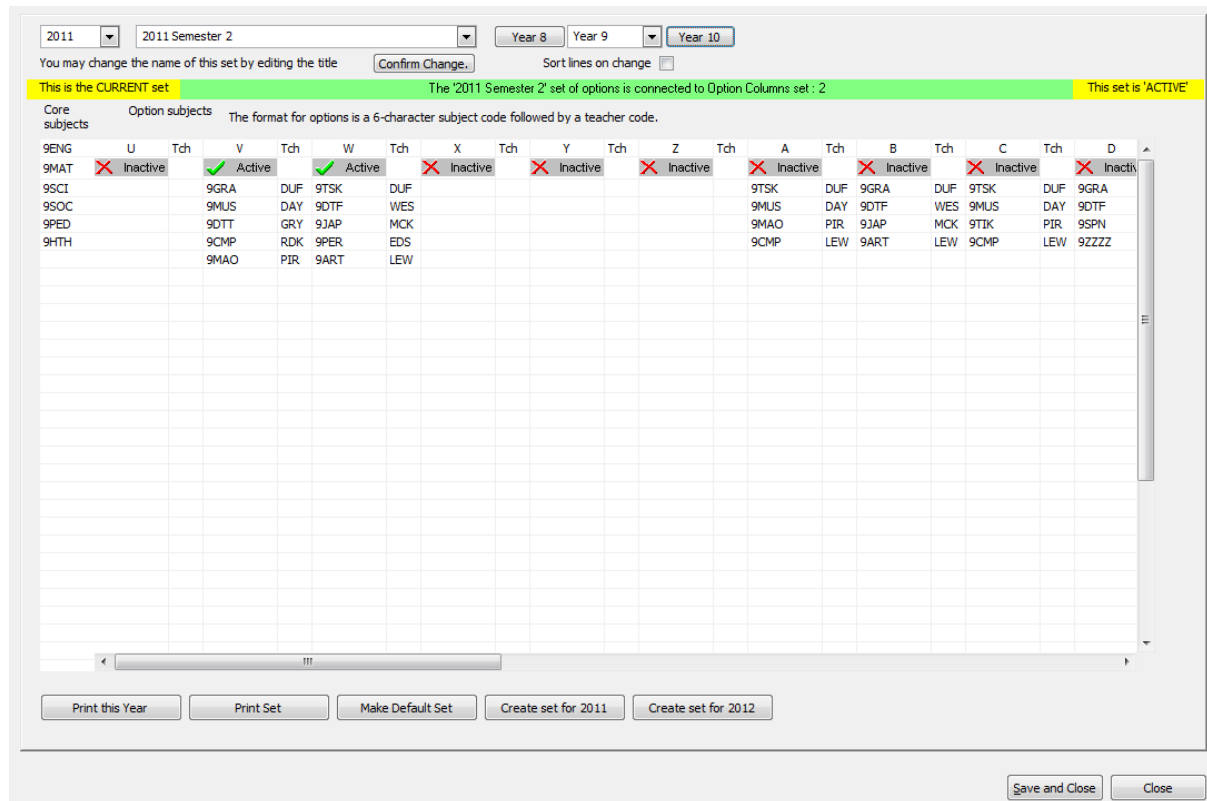 2011 2011 Semester 2 Year 8 Year 9 Year 10
You may change the name of this set by editing the title Confirm Change. Sort lines on change
This is the CURRENT set The '2011 Semester 2' set of options is connected to Option Columns set : 2 This set is 'ACTIVE'
Core subjects Option subjects The format for options is a 6-character subject code followed by a teacher code.
9ENG U Tch V Tch W Tch X Tch Y Tch Z Tch A Tch B Tch C Tch D
9MAT Inactive Active Active Inactive Inactive Inactive Inactive Inactive Inactive Inactiv
9SCI 9GRA DUF 9TSK DUF 9TSK DUF 9GRA DUF 9TSK DUF 9GRA
9SOC 9MUS DAY 9DTF WES 9MUS DAY 9DTF WES 9MUS DAY 9DTF
9PED 9DTT GRY 9JAP MCK 9MAO PIR 9JAP MCK 9TIK PIR 9SPN
9HTH 9CMP RDK 9PER EDS 9CMP LEW 9ART LEW 9CMP LEW 9ZZZZ
9MAO PIR 9ART LEW
Print this Year Print Set Make Default Set Create set for 2011 Create set for 2012
Save and Close Close